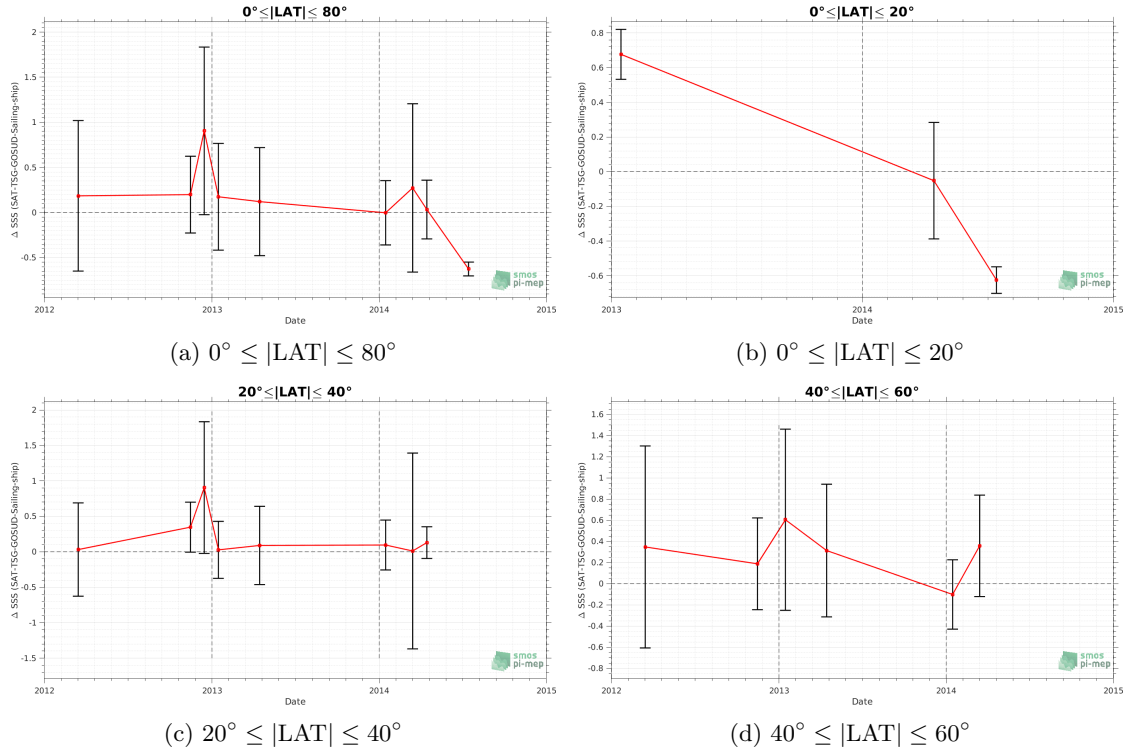 0°≤|LAT|≤ 80°
2
1.5
1
0.5
0
-0.5
Δ SSS (SAT-TSG-GOSUD-Sailing-ship)
2012
2013
2014
2015
Date
smos
pi-mep
(a) 0° ≤ |LAT| ≤ 80°
0°≤|LAT|≤ 20°
0.8
0.6
0.4
0.2
0
-0.2
-0.4
-0.6
Δ SSS (SAT-TSG-GOSUD-Sailing-ship)
2013
2014
2015
Date
smos
pi-mep
(b) 0° ≤ |LAT| ≤ 20°
20°≤|LAT|≤ 40°
2
1.5
1
0.5
0
-0.5
-1
-1.5
Δ SSS (SAT-TSG-GOSUD-Sailing-ship)
2012
2013
2014
2015
Date
smos
pi-mep
(c) 20° ≤ |LAT| ≤ 40°
40°≤|LAT|≤ 60°
1.6
1.4
1.2
1
0.8
0.6
0.4
0.2
0
-0.2
-0.4
-0.6
-0.8
Δ SSS (SAT-TSG-GOSUD-Sailing-ship)
2012
2013
2014
2015
Date
smos
pi-mep
(d) 40° ≤ |LAT| ≤ 60°